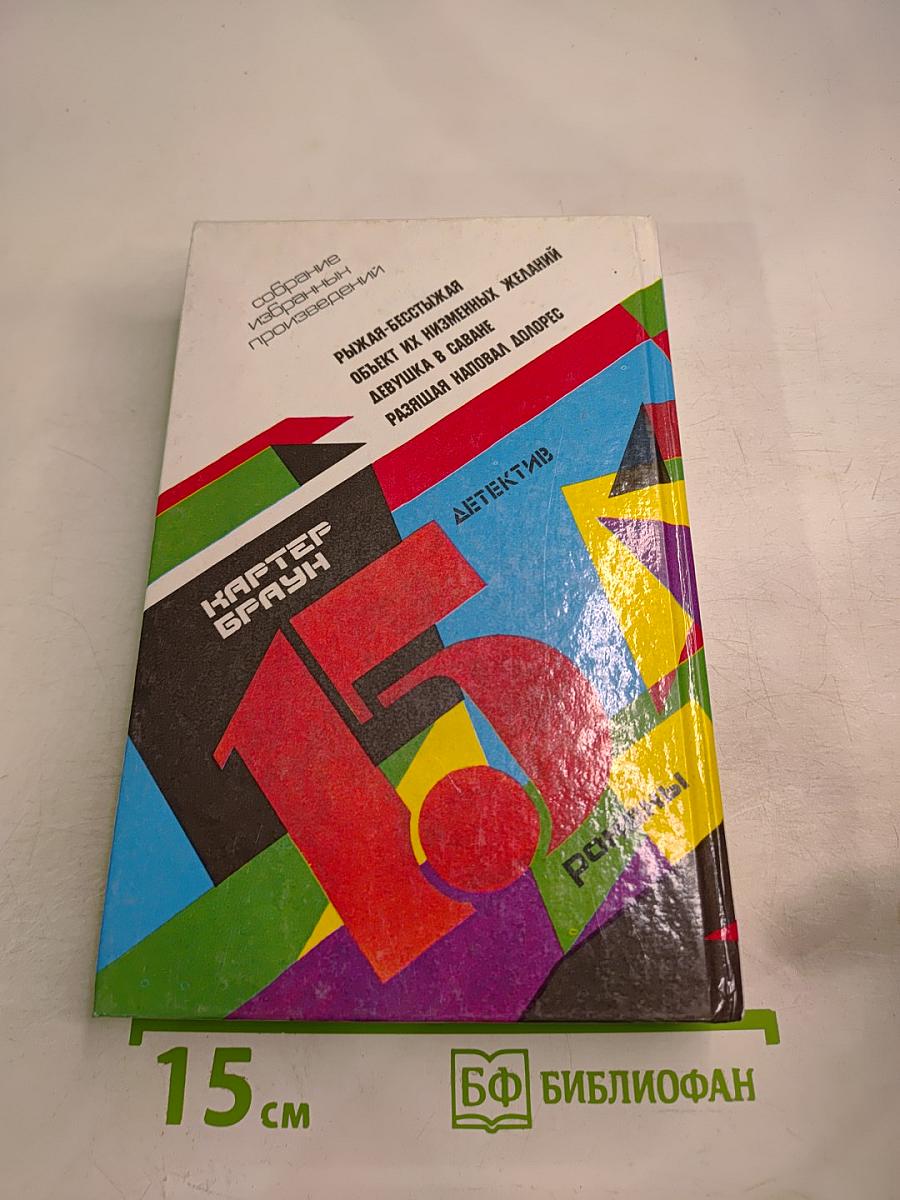 собрание
избранных
произведений
РЫЖАЯ-БЕССТЫЖАЯ
ОБЪЕКТ ИХ НИЗМЕННЫХ ЖЕЛАНИЙ
ДЕВУШКА В САВАНЕ
РАЗЯЩАЯ НАПОВАЛ ДОЛОРЕС
ДЕТЕКТИВ
КАРТЕР
БРАУН
15
романы
15 см
БФ БИБЛИОФАН